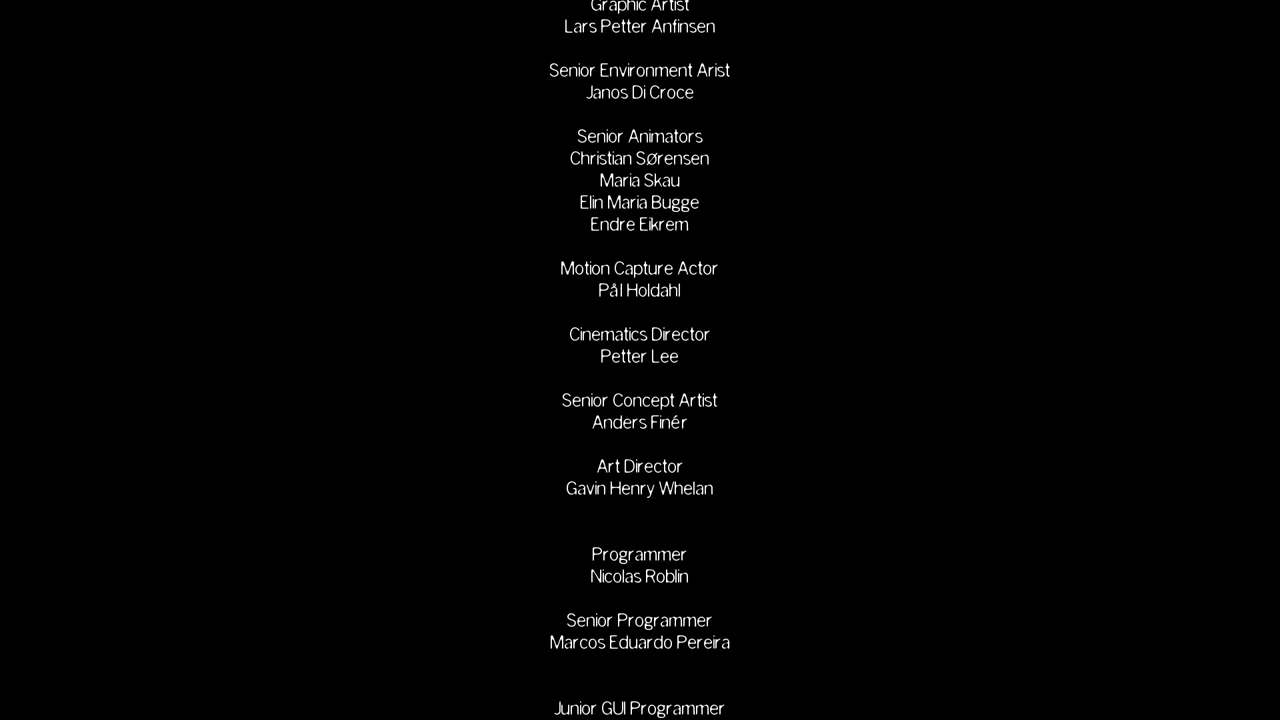 Graphic Artist
Lars Petter Anfinsen
Senior Environment Arist
Janos Di Croce
Senior Animators
Christian Sørensen
Maria Skau
Elin Maria Bugge
Endre Eikrem
Motion Capture Actor
Pål Holdahl
Cinematics Director
Petter Lee
Senior Concept Artist
Anders Finér
Art Director
Gavin Henry Whelan
Programmer
Nicolas Roblin
Senior Programmer
Marcos Eduardo Pereira
Junior GUI Programmer